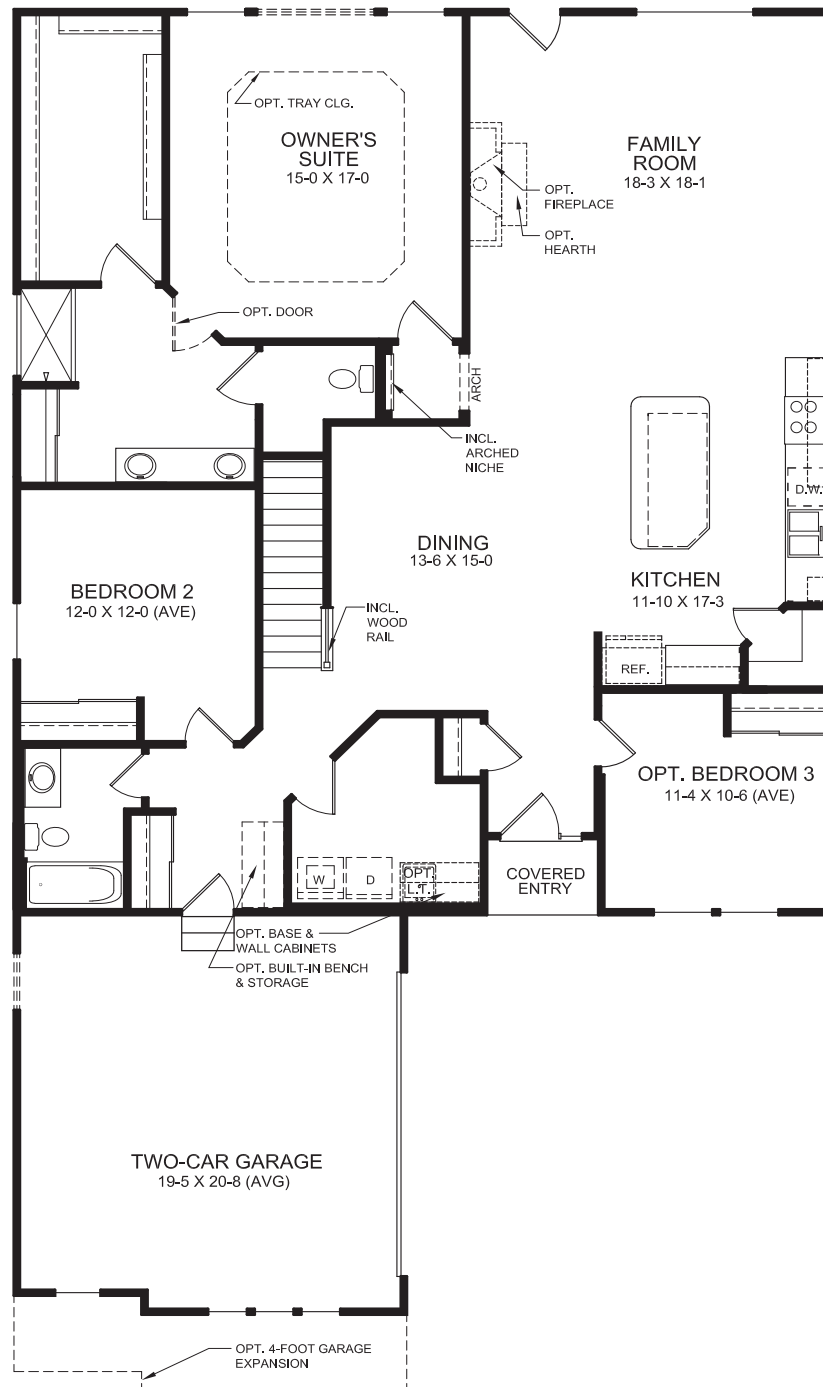 OPT. TRAY CLG.
OWNER'S
SUITE
15-0 X 17-0
FAMILY
ROOM
18-3 X 18-1
OPT.
FIREPLACE
OPT.
HEARTH
OPT. DOOR
ARCH
INCL.
ARCHED
NICHE
D.W.
DINING
13-6 X 15-0
KITCHEN
11-10 X 17-3
BEDROOM 2
12-0 X 12-0 (AVE)
INCL.
WOOD
RAIL
REF.
OPT. BEDROOM 3
11-4 X 10-6 (AVE)
W
D
OPT.
L.T.
COVERED
ENTRY
OPT. BASE &
WALL CABINETS
OPT. BUILT-IN BENCH
& STORAGE
TWO-CAR GARAGE
19-5 X 20-8 (AVG)
OPT. 4-FOOT GARAGE
EXPANSION